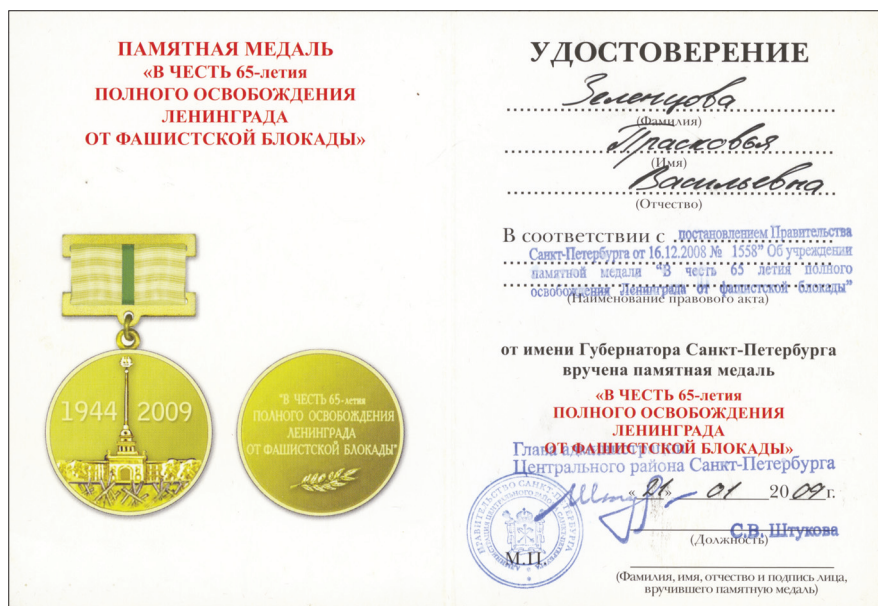 ПАМЯТНАЯ МЕДАЛЬ
«В ЧЕСТЬ 65-летия
ПОЛНОГО ОСВОБОЖДЕНИЯ
ЛЕНИНГРАДА
ОТ ФАШИСТСКОЙ БЛОКАДЫ»
1944 2009
"В ЧЕСТЬ 65-летия
ПОЛНОГО ОСВОБОЖДЕНИЯ
ЛЕНИНГРАДА
ОТ ФАШИСТСКОЙ БЛОКАДЫ"
УДОСТОВЕРЕНИЕ
Зеленцова
(Фамилия)
Прасковья
(Имя)
Васильевна
(Отчество)
В соответствии с постановлением Правительства
Санкт-Петербурга от 16.12.2008 № 1558" Об учреждении
памятной медали "В честь 65 летия полного
освобождения Ленинграда от фашистской блокады"
(Наименование правового акта)
от имени Губернатора Санкт-Петербурга
вручена памятная медаль
«В ЧЕСТЬ 65-летия
ПОЛНОГО ОСВОБОЖДЕНИЯ
ЛЕНИНГРАДА
ОТ ФАШИСТСКОЙ БЛОКАДЫ»
Глава администрации
Центрального района Санкт-Петербурга
«21» 01 2009г.
С.В. Штукова
(Должность)
М.П.
(Фамилия, имя, отчество и подпись лица,
вручившего памятную медаль)
ПРАВИТЕЛЬСТВО САНКТ-ПЕТЕРБУРГА